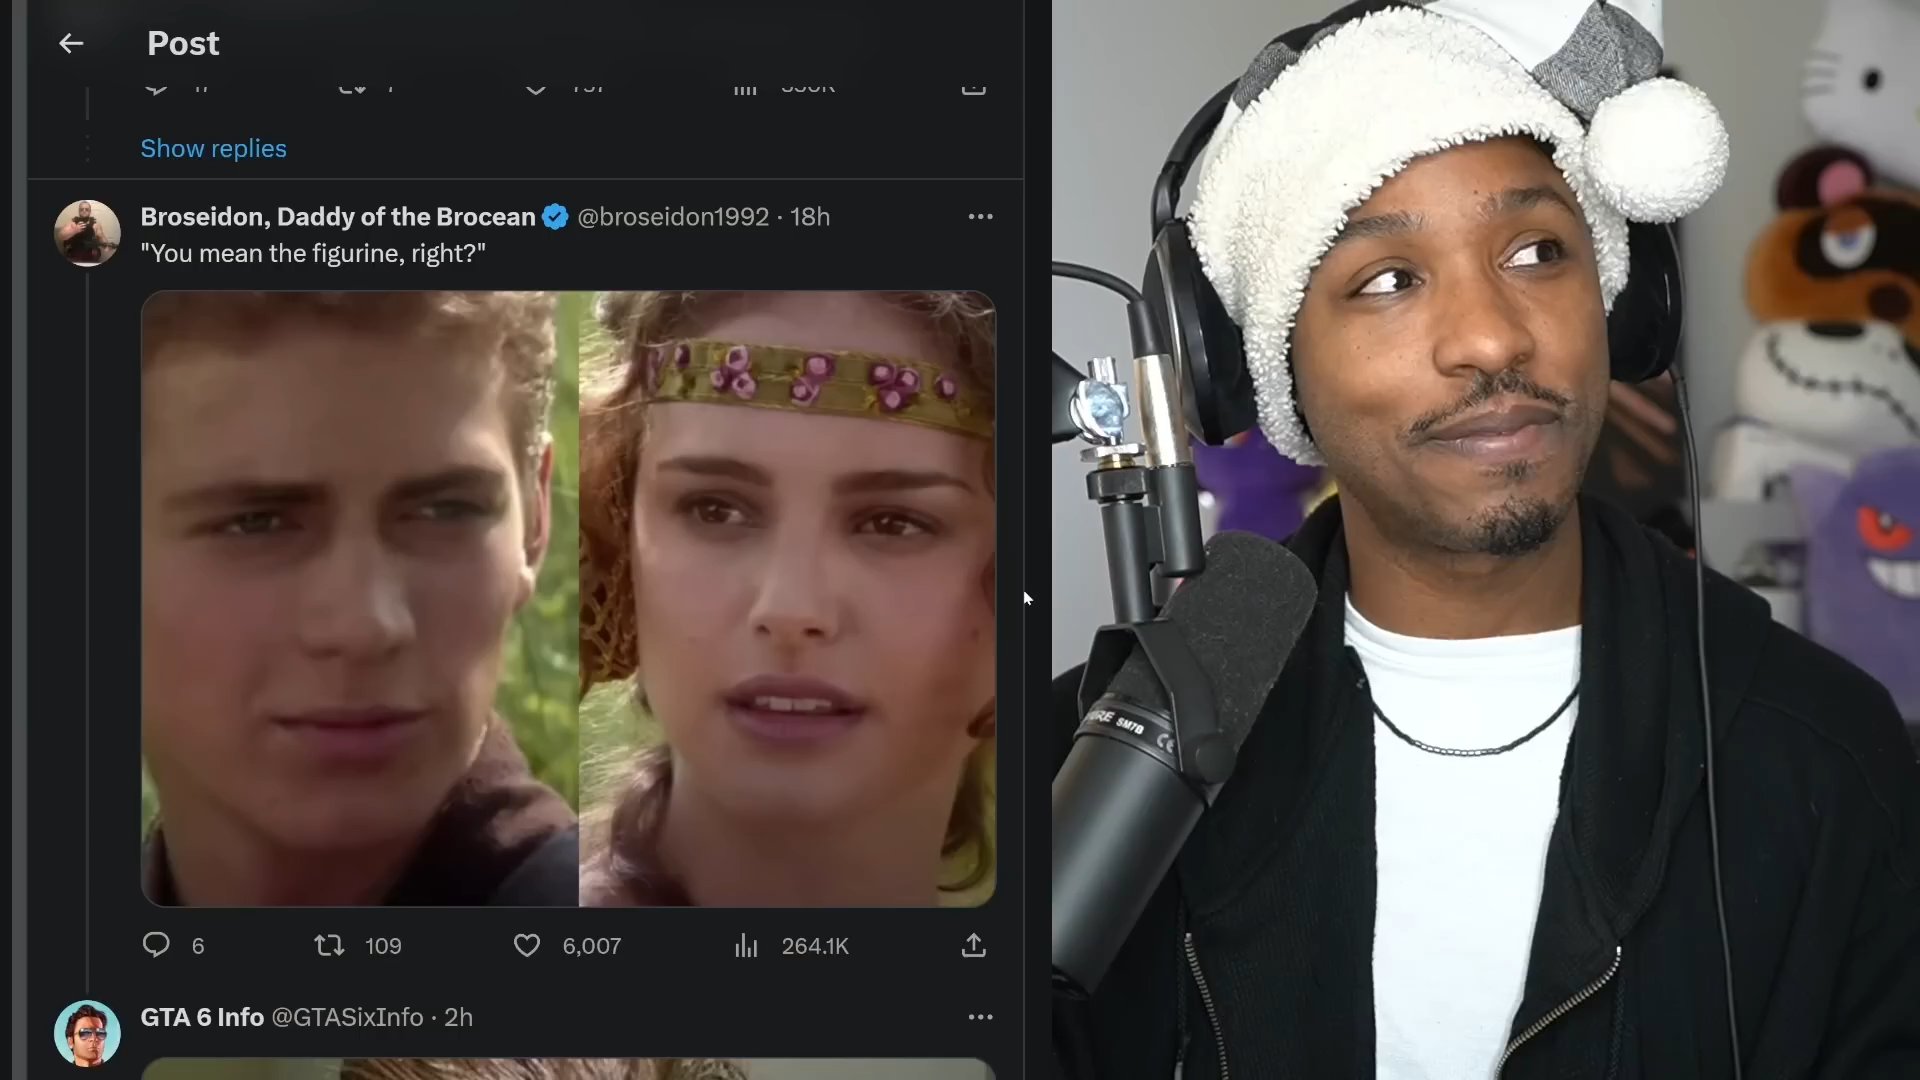 Post
Show replies
Broseidon, Daddy of the Brocean @broseidon1992 · 18h
"You mean the figurine, right?"
6 109 6,007 264.1K
GTA 6 Info @GTASixInfo · 2h
SM7B